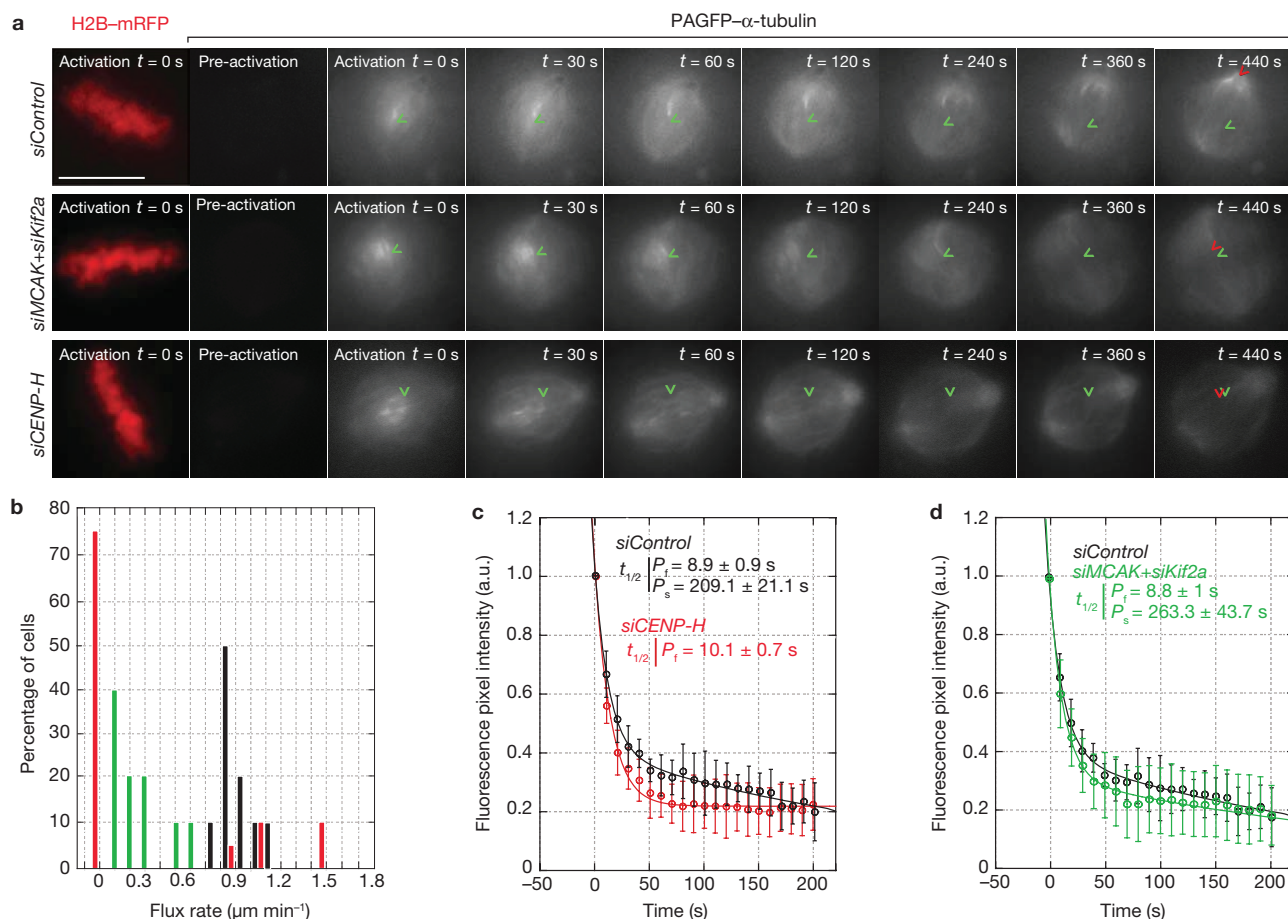 a
H2B–mRFP
PAGFP–α-tubulin
siControl
Activation t = 0 s
Pre-activation
Activation t = 0 s
t = 30 s
t = 60 s
t = 120 s
t = 240 s
t = 360 s
t = 440 s
siMCAK+siKif2a
Activation t = 0 s
Pre-activation
Activation t = 0 s
t = 30 s
t = 60 s
t = 120 s
t = 240 s
t = 360 s
t = 440 s
siCENP-H
Activation t = 0 s
Pre-activation
Activation t = 0 s
t = 30 s
t = 60 s
t = 120 s
t = 240 s
t = 360 s
t = 440 s
b
Percentage of cells
80
70
60
50
40
30
20
10
0
0 0.3 0.6 0.9 1.2 1.5 1.8
Flux rate (µm min⁻¹)
c
Fluorescence pixel intensity (a.u.)
1.2
1.0
0.8
0.6
0.4
0.2
0
siControl
t1/2 Pf = 8.9 ± 0.9 s
Ps = 209.1 ± 21.1 s
siCENP-H
t1/2 Pf = 10.1 ± 0.7 s
–50 0 50 100 150 200
Time (s)
d
Fluorescence pixel intensity (a.u.)
1.2
1.0
0.8
0.6
0.4
0.2
0
siControl
siMCAK+siKif2a
t1/2 Pf = 8.8 ± 1 s
Ps = 263.3 ± 43.7 s
–50 0 50 100 150 200
Time (s)